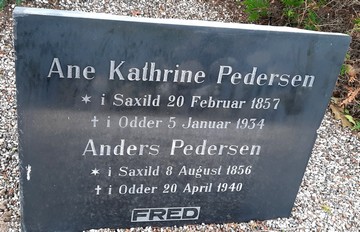 Ane Kathrine Pedersen
* i Saxild 20 Februar 1857
† i Odder 5 Januar 1934
Anders Pedersen
* i Saxild 8 August 1856
† i Odder 20 April 1940
FRED